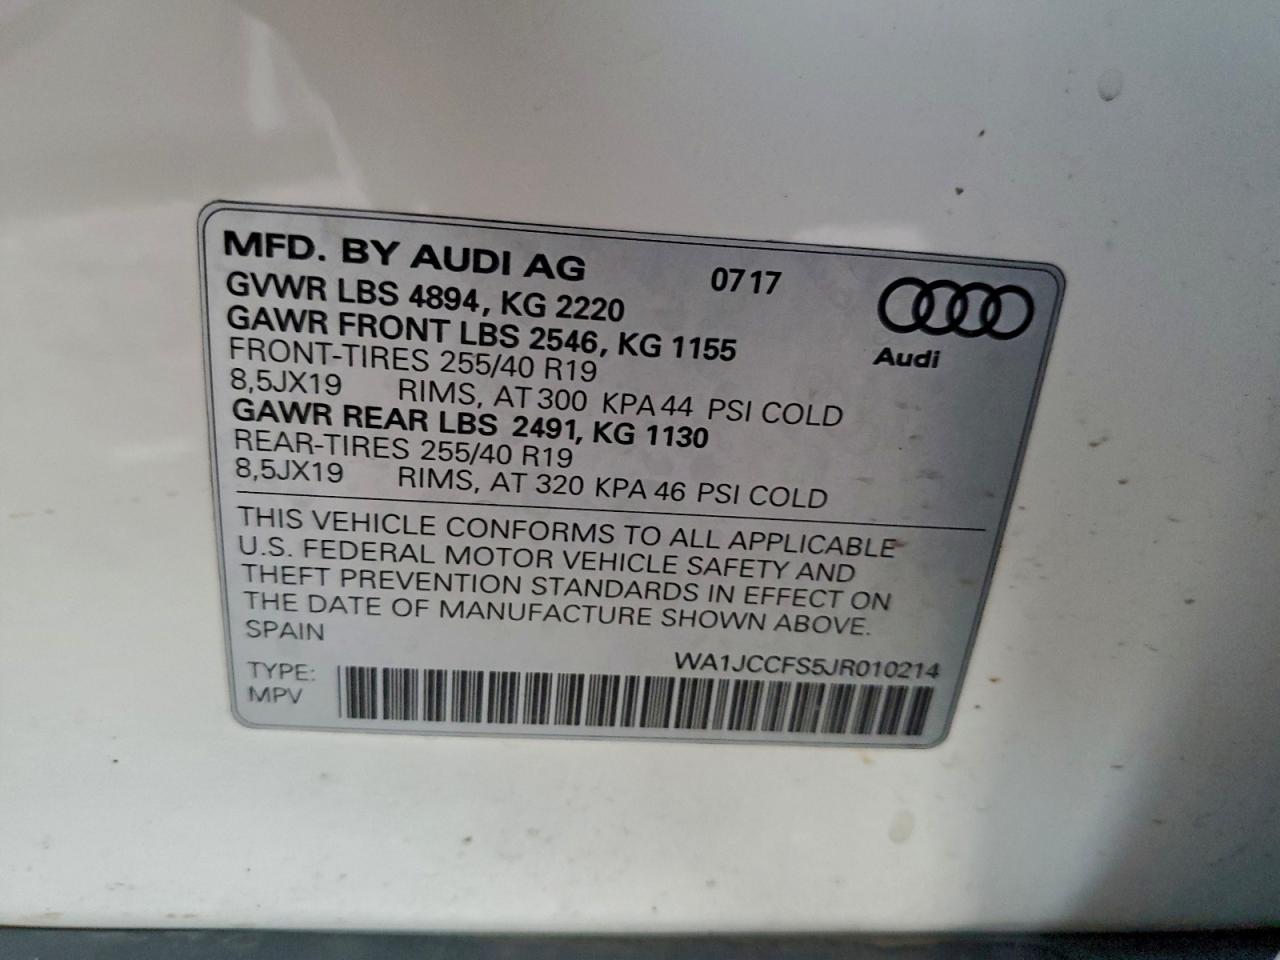 MFD. BY AUDI AG 0717
GVWR LBS 4894, KG 2220
GAWR FRONT LBS 2546, KG 1155
FRONT-TIRES 255/40 R19
8,5JX19 RIMS, AT 300 KPA 44 PSI COLD
GAWR REAR LBS 2491, KG 1130
REAR-TIRES 255/40 R19
8,5JX19 RIMS, AT 320 KPA 46 PSI COLD
Audi
THIS VEHICLE CONFORMS TO ALL APPLICABLE
U.S. FEDERAL MOTOR VEHICLE SAFETY AND
THEFT PREVENTION STANDARDS IN EFFECT ON
THE DATE OF MANUFACTURE SHOWN ABOVE.
SPAIN
WA1JCCFS5JR010214
TYPE:
MPV